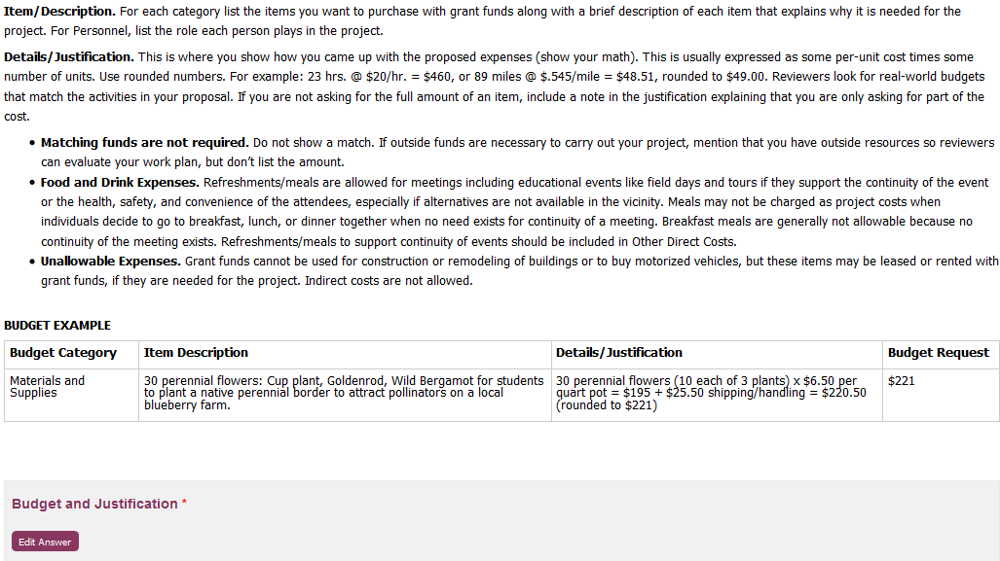 Item/Description. For each category list the items you want to purchase with grant funds along with a brief description of each item that explains why it is needed for the
project. For Personnel, list the role each person plays in the project.
Details/Justification. This is where you show how you came up with the proposed expenses (show your math). This is usually expressed as some per-unit cost times some
number of units. Use rounded numbers. For example: 23 hrs. @ $20/hr. = $460, or 89 miles @ $.545/mile = $48.51, rounded to $49.00. Reviewers look for real-world budgets
that match the activities in your proposal. If you are not asking for the full amount of an item, include a note in the justification explaining that you are only asking for part of the
cost.
• Matching funds are not required. Do not show a match. If outside funds are necessary to carry out your project, mention that you have outside resources so reviewers
can evaluate your work plan, but don't list the amount.
• Food and Drink Expenses. Refreshments/meals are allowed for meetings including educational events like field days and tours if they support the continuity of the event
or the health, safety, and convenience of the attendees, especially if alternatives are not available in the vicinity. Meals may not be charged as project costs when
individuals decide to go to breakfast, lunch, or dinner together when no need exists for continuity of a meeting. Breakfast meals are generally not allowable because no
continuity of the meeting exists. Refreshments/meals to support continuity of events should be included in Other Direct Costs.
• Unallowable Expenses. Grant funds cannot be used for construction or remodeling of buildings or to buy motorized vehicles, but these items may be leased or rented with
grant funds, if they are needed for the project. Indirect costs are not allowed.
BUDGET EXAMPLE
Budget Category Item Description Details/Justification Budget Request
Materials and 30 perennial flowers: Cup plant, Goldenrod, Wild Bergamot for students 30 perennial flowers (10 each of 3 plants) x $6.50 per $221
Supplies to plant a native perennial border to attract pollinators on a local quart pot = $195 + $25.50 shipping/handling = $220.50
blueberry farm. (rounded to $221)
Budget and Justification *
Edit Answer